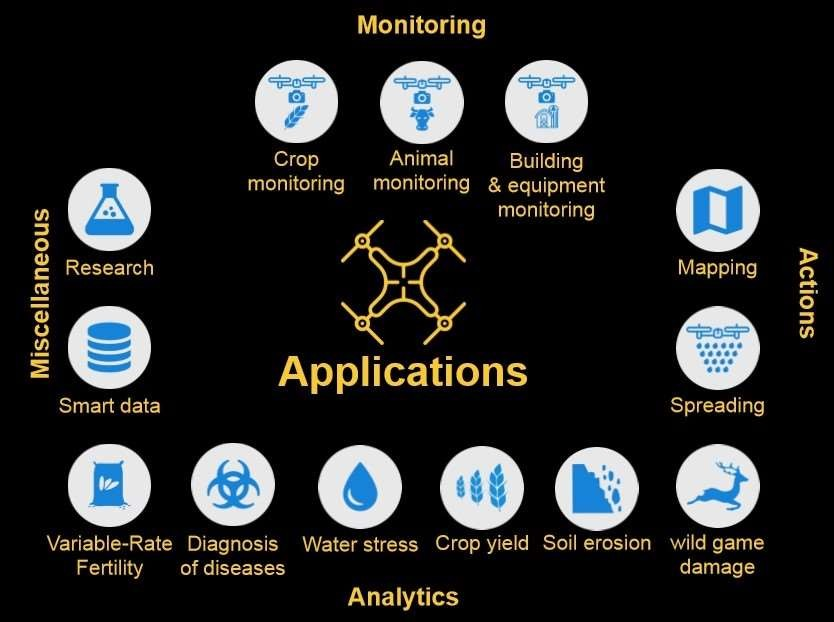 Monitoring
Crop
monitoring
Animal
monitoring
Building
& equipment
monitoring
Miscellaneous
Research
Smart data
Applications
Actions
Mapping
Spreading
Variable-Rate
Fertility
Diagnosis
of diseases
Water stress
Crop yield
Soil erosion
wild game
damage
Analytics